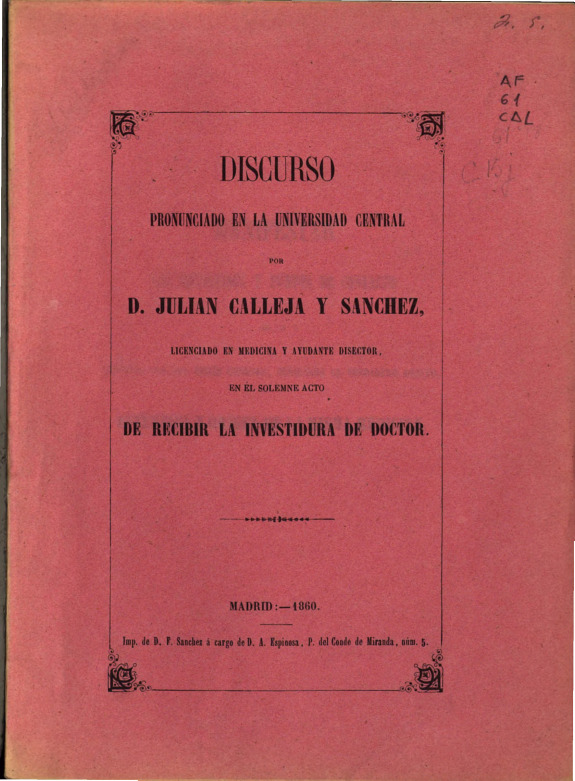 2. S.
AF
61
CAL
DISCURSO
PRONUNCIADO EN LA UNIVERSIDAD CENTRAL
POR
D. JULIAN CALLEJA Y SANCHEZ,
LICENCIADO EN MEDICINA Y AYUDANTE DISECTOR,
EN EL SOLEMNE ACTO
DE RECIBIR LA INVESTIDURA DE DOCTOR.
MADRID:—1860.
Imp. de D. F. Sanchez á cargo de D. A. Espinosa, P. del Conde de Miranda, núm. 5.